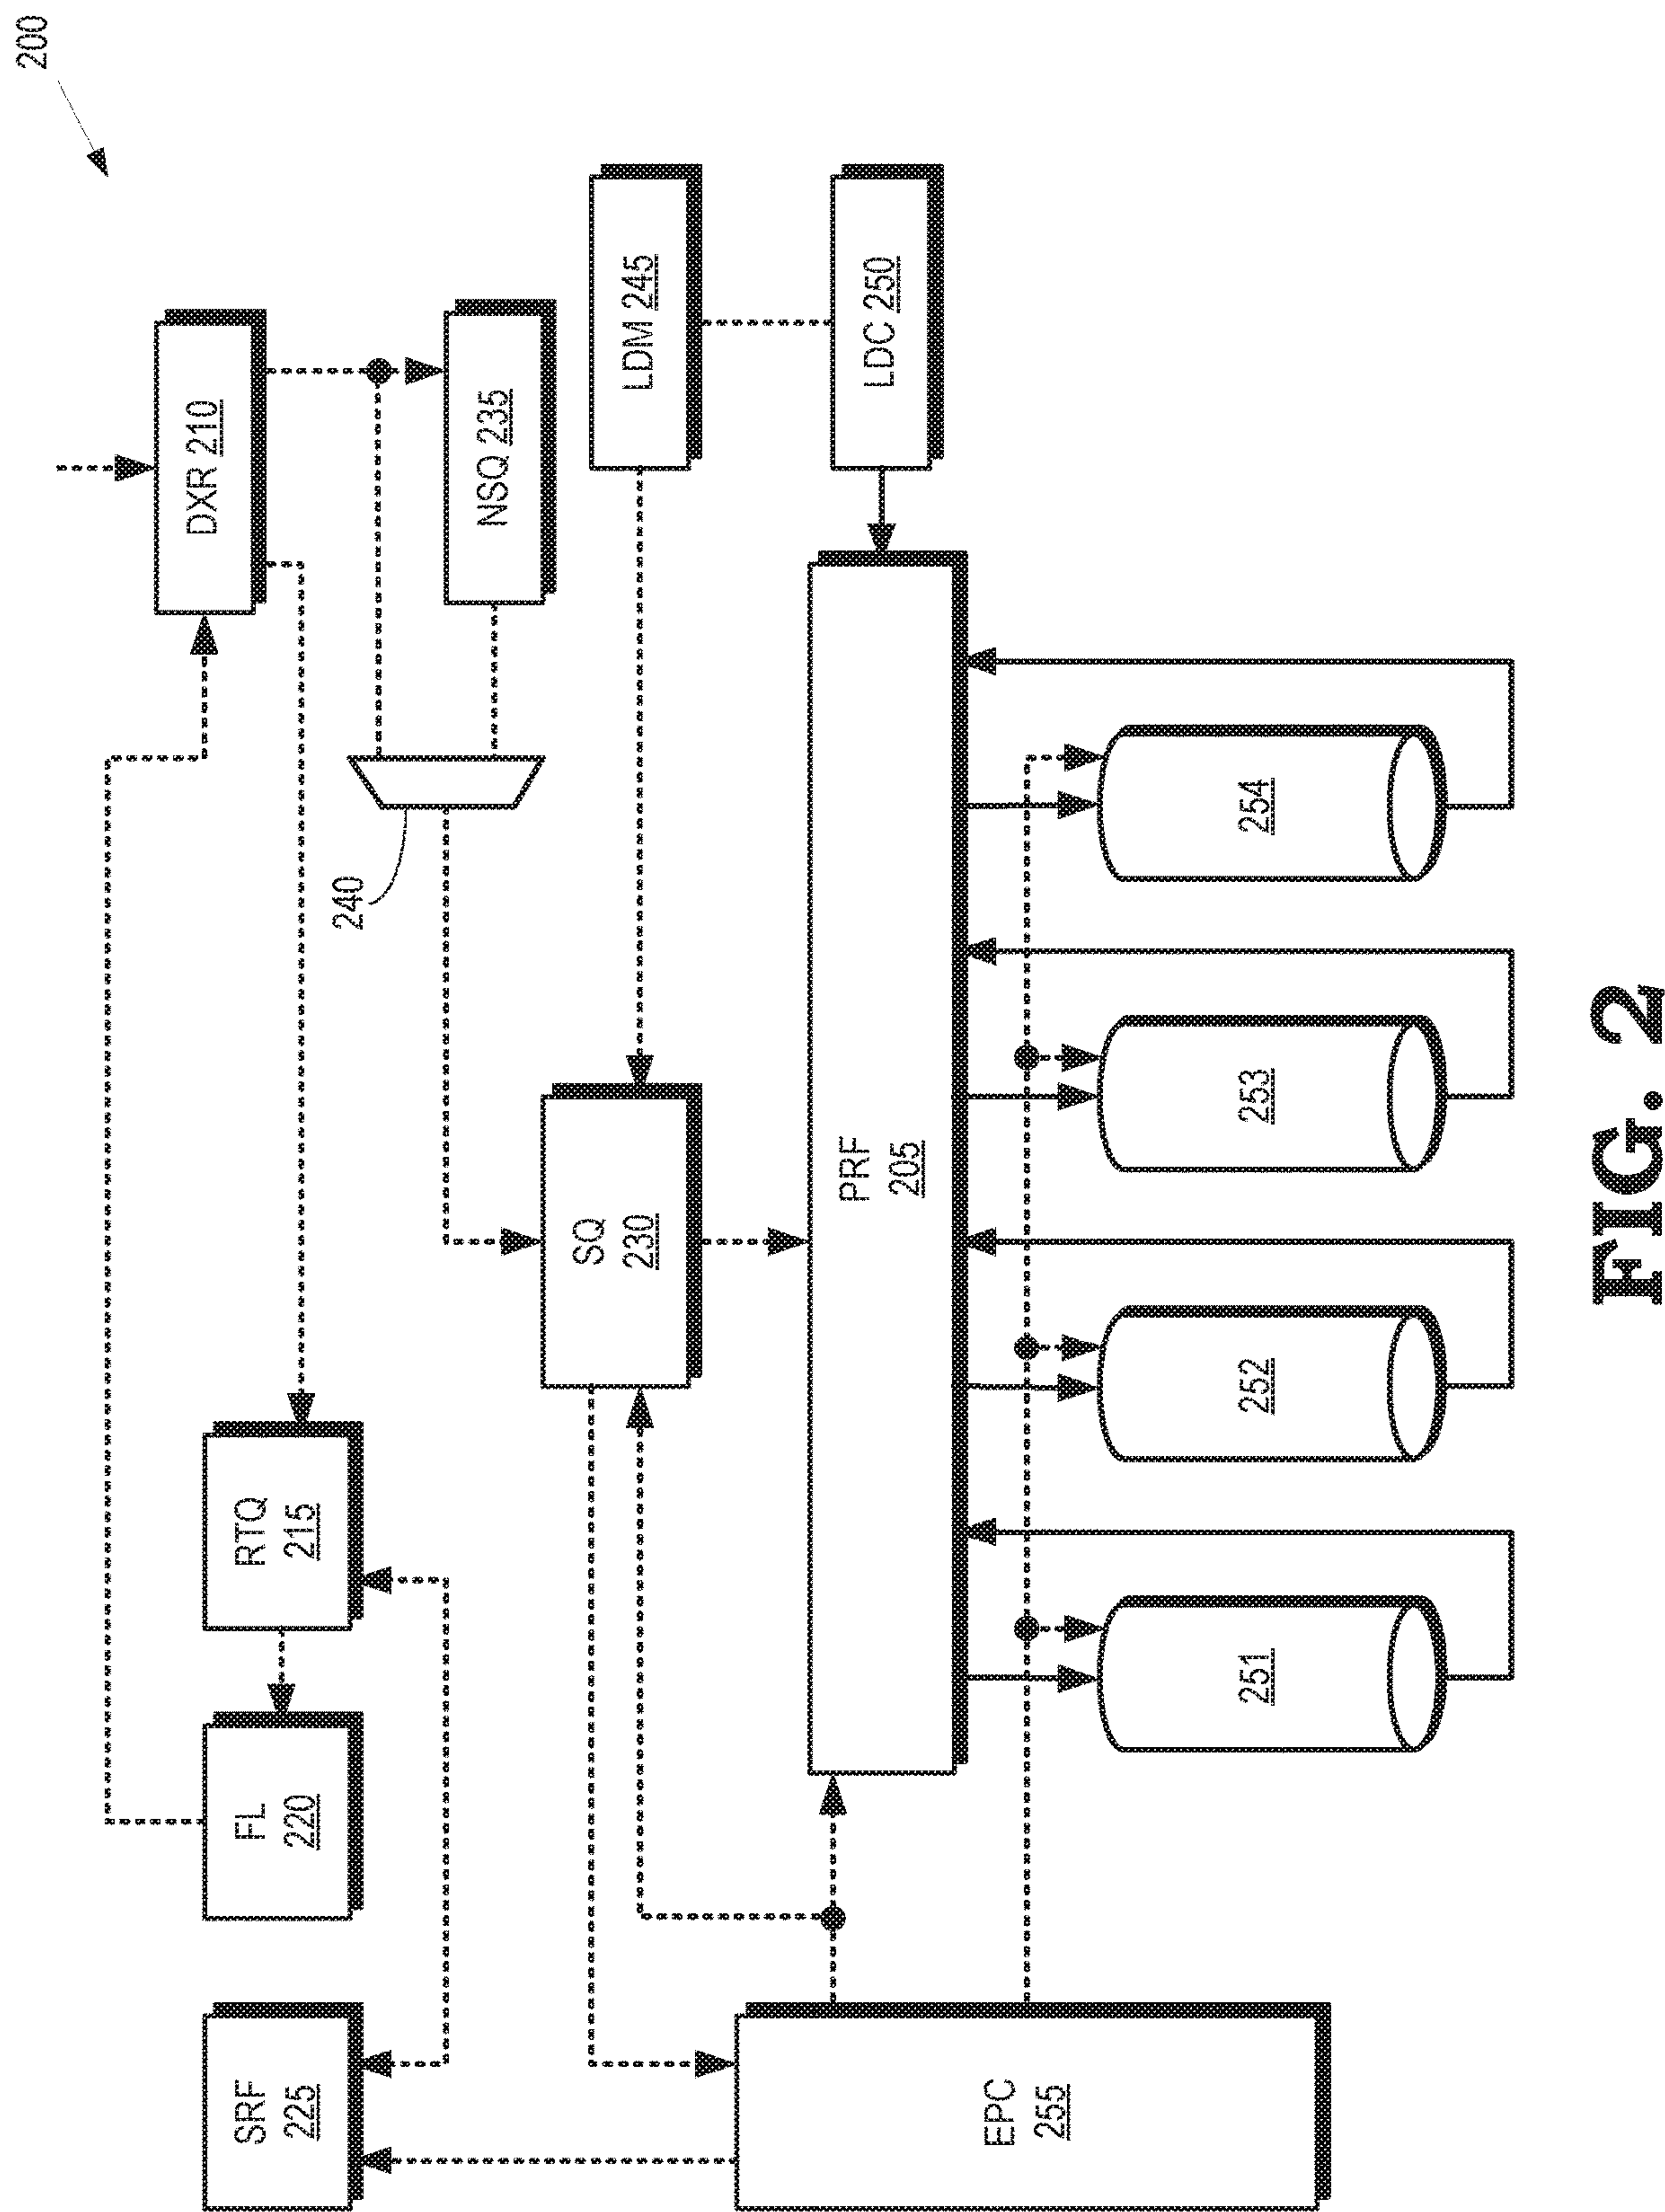 200
DXR 210
NSQ 235
LDM 245
LDC 250
240
RTQ
215
FL
220
SRF
225
SQ
230
PRF
205
EPC
255
251
252
253
254
FIG. 2